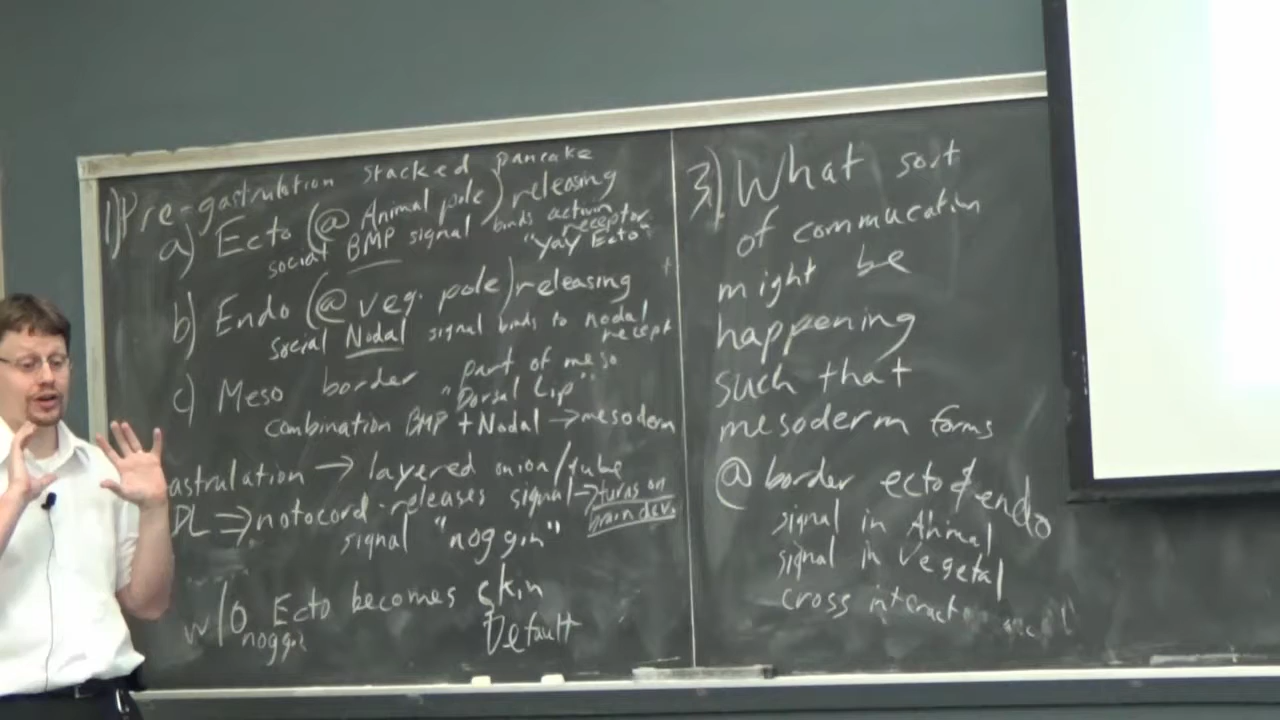 1) Pre-gastrulation stacked pancake
a) Ecto (@ Animal pole) releasing
social BMP signal binds activin receptor
"yay Ecto"
b) Endo (@ veg. pole) releasing
social Nodal signal binds to nodal recept
c) Meso border part of meso
"Dorsal Lip"
combination BMP + Nodal → mesoderm
astrulation → layered onion/tube
DL ⇒ notocord releases signal → turns on
signal "noggin" brain dev.
w/o noggin Ecto becomes skin
Default
3) What sort
of commucation
might be
happening
such that
mesoderm forms
@ border ecto & endo
signal in Animal
signal in Vegetal
cross interact